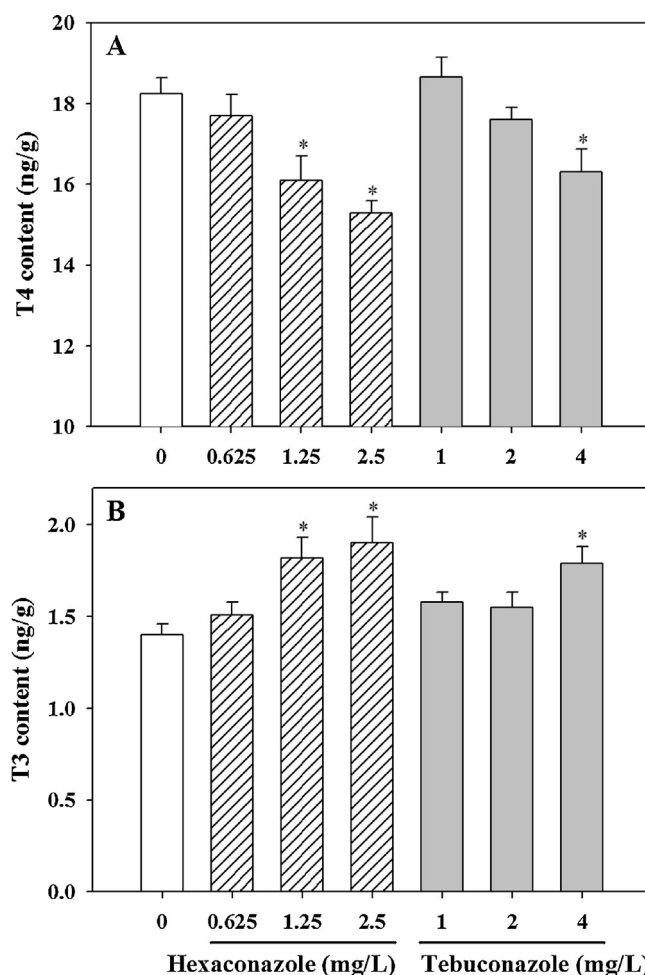 20
A
18
*
*
*
16
14
12
10
T4 content (ng/g)
0 0.625 1.25 2.5 1 2 4
B
2.0
*
*
*
1.5
1.0
0.5
0.0
T3 content (ng/g)
0 0.625 1.25 2.5 1 2 4
Hexaconazole (mg/L) Tebuconazole (mg/L)